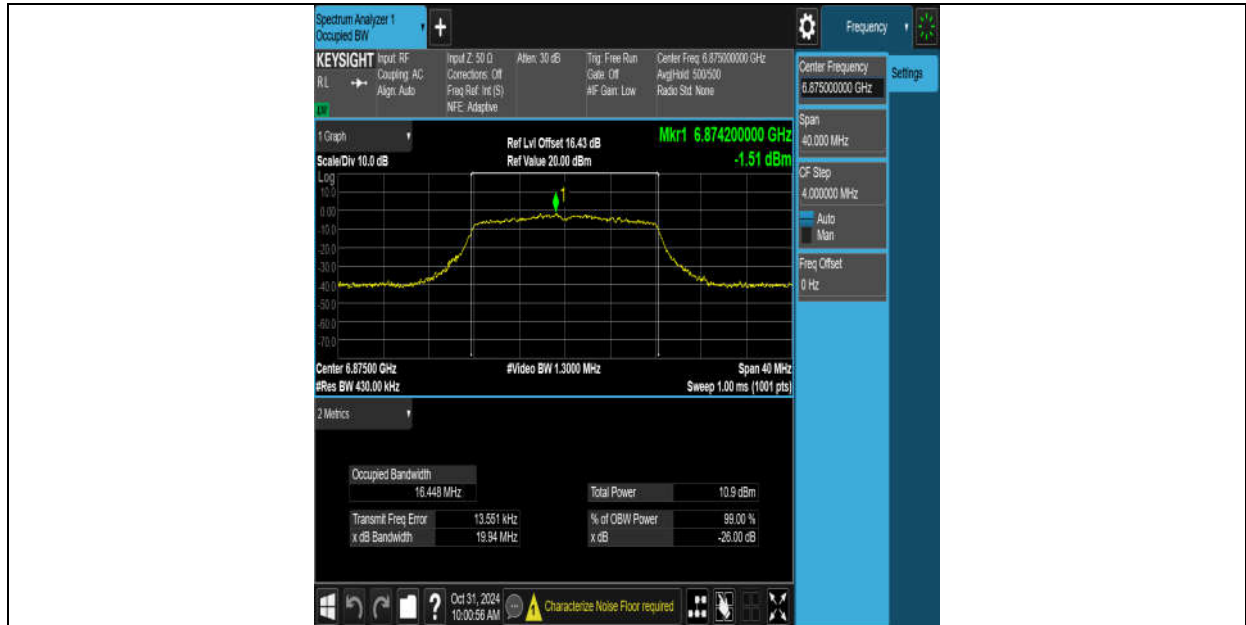 Spectrum Analyzer 1
Occupied BW
+
Frequency
KEYSIGHT
RL
Input: RF
Coupling: AC
Align: Auto
Input Z: 50 Ω
Corrections: Off
Freq Ref: Int (S)
NFE: Adaptive
Atten: 30 dB
Trig: Free Run
Gate: Off
#IF Gain: Low
Center Freq: 6.875000000 GHz
Avg|Hold: 500/500
Radio Std: None
Center Frequency
6.875000000 GHz
Settings
Span
40.000 MHz
CF Step
4.000000 MHz
Auto
Man
Freq Offset
0 Hz
1 Graph
Scale/Div 10.0 dB
Ref Lvl Offset 16.43 dB
Ref Value 20.00 dBm
Mkr1 6.874200000 GHz
-1.51 dBm
Log
10.0
0.00
-10.0
-20.0
-30.0
-40.0
-50.0
-60.0
-70.0
1
Center 6.87500 GHz
#Res BW 430.00 kHz
#Video BW 1.3000 MHz
Span 40 MHz
Sweep 1.00 ms (1001 pts)
2 Metrics
Occupied Bandwidth
16.448 MHz
Total Power 10.9 dBm
Transmit Freq Error 13.551 kHz
% of OBW Power 99.00 %
x dB Bandwidth 19.94 MHz
x dB -26.00 dB
?
Oct 31, 2024
10:00:56 AM
Characterize Noise Floor required